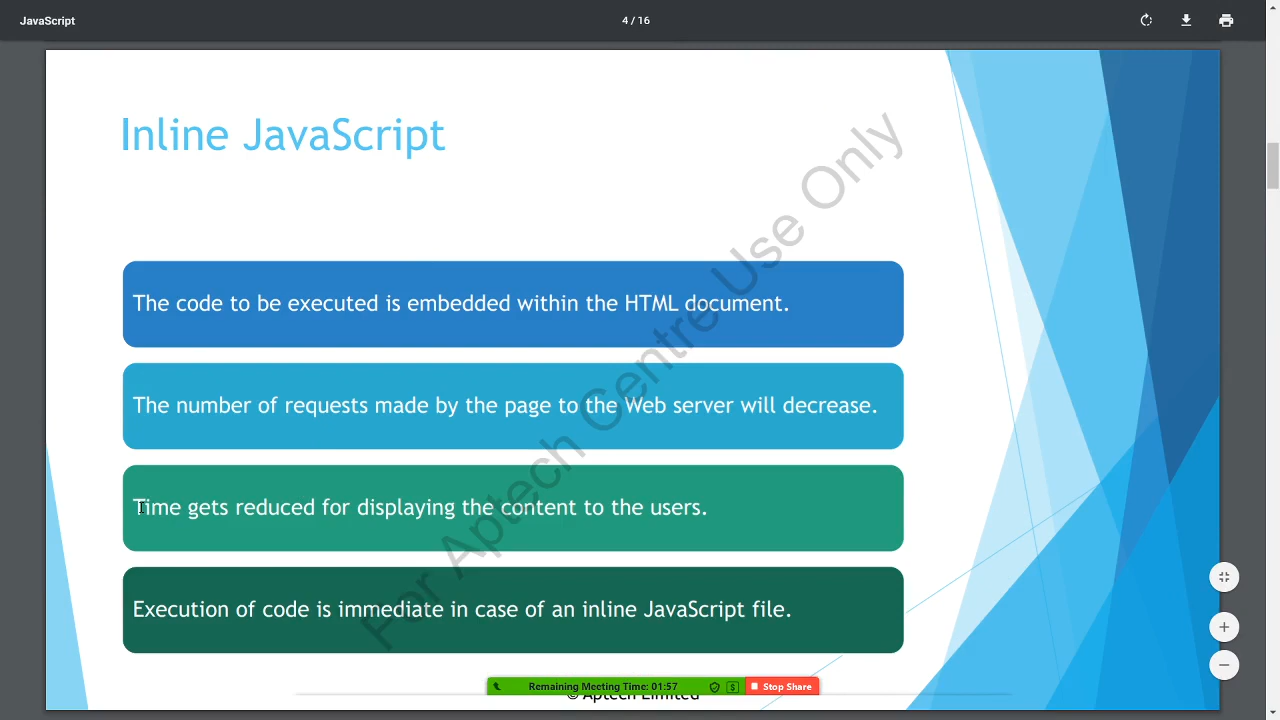 JavaScript
4 / 16
Inline JavaScript
The code to be executed is embedded within the HTML document.
The number of requests made by the page to the Web server will decrease.
Time gets reduced for displaying the content to the users.
Execution of code is immediate in case of an inline JavaScript file.
For Aptech Centre Use Only
Remaining Meeting Time: 01:57
Stop Share
© Aptech Limited